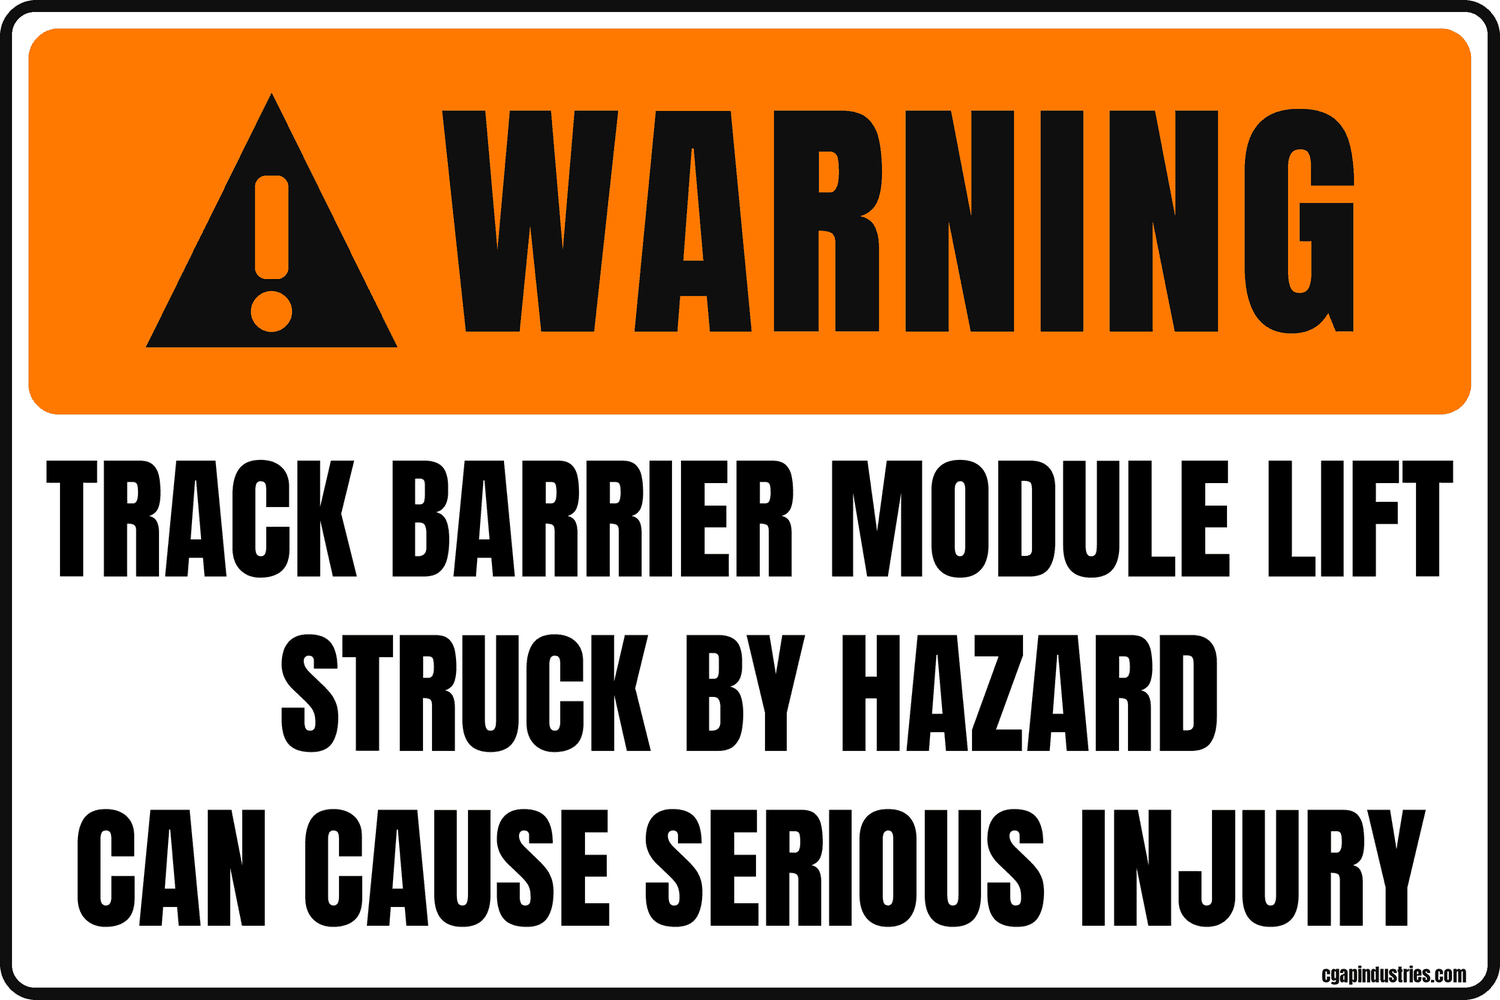 WARNING
TRACK BARRIER MODULE LIFT
STRUCK BY HAZARD
CAN CAUSE SERIOUS INJURY
cgapindustries.com